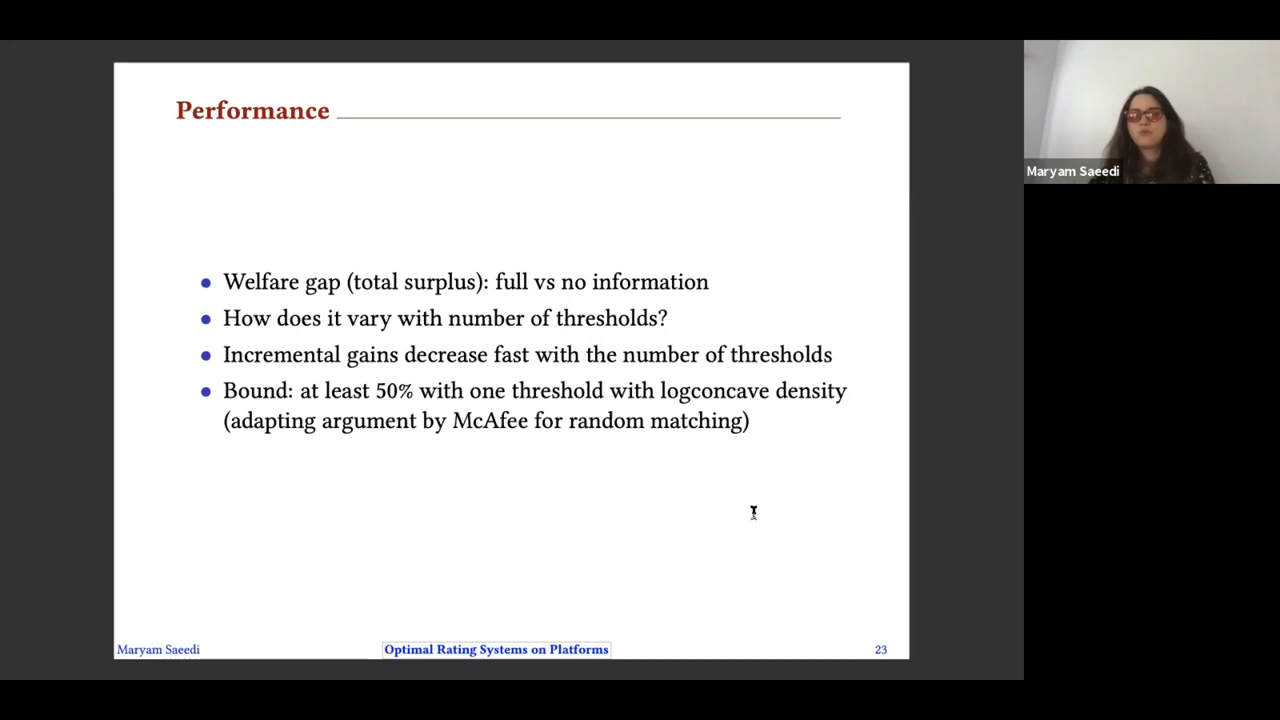 Performance
Maryam Saeedi
• Welfare gap (total surplus): full vs no information
• How does it vary with number of thresholds?
• Incremental gains decrease fast with the number of thresholds
• Bound: at least 50% with one threshold with logconcave density
(adapting argument by McAfee for random matching)
Maryam Saeedi
Optimal Rating Systems on Platforms
23